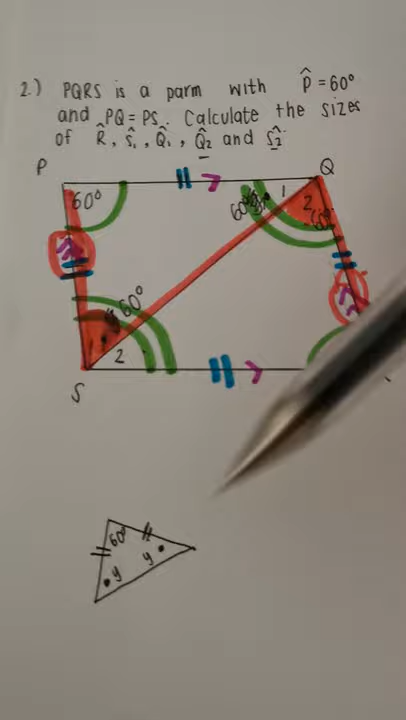 2.) PQRS is a parm with P̂ = 60°
and PQ = PS. Calculate the sizes
of R̂, Ŝ₁, Q̂₁, Q̂₂ and Ŝ₂
P Q
60° 60° 1 2 60°
60°
2
S
60°
y y